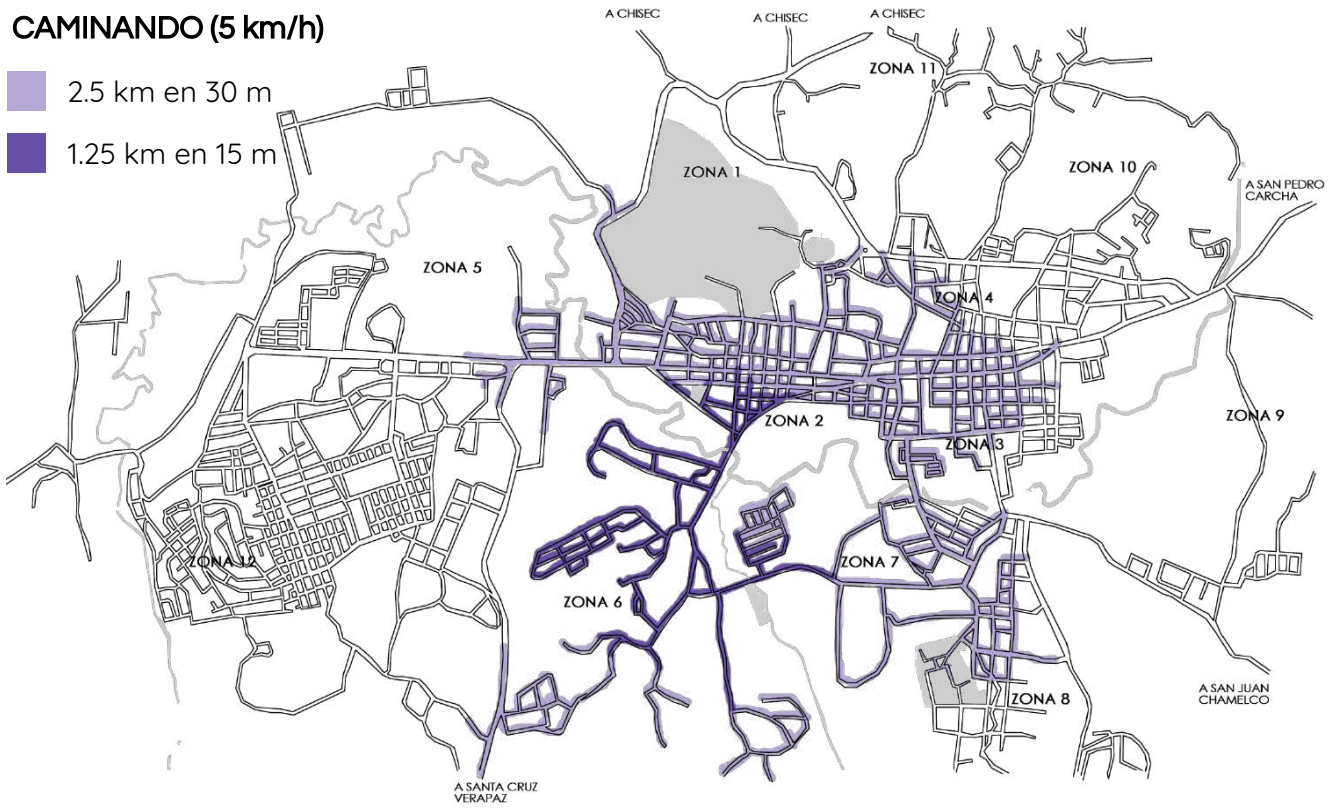 CAMINANDO (5 km/h)
2.5 km en 30 m
1.25 km en 15 m
A CHISEC
A CHISEC
A CHISEC
ZONA 11
ZONA 1
ZONA 10
A SAN PEDRO
CARCHA
ZONA 5
ZONA 4
ZONA 2
ZONA 9
ZONA 3
ZONA 12
ZONA 7
ZONA 6
ZONA 8
A SAN JUAN
CHAMELCO
A SANTA CRUZ
VERAPAZ